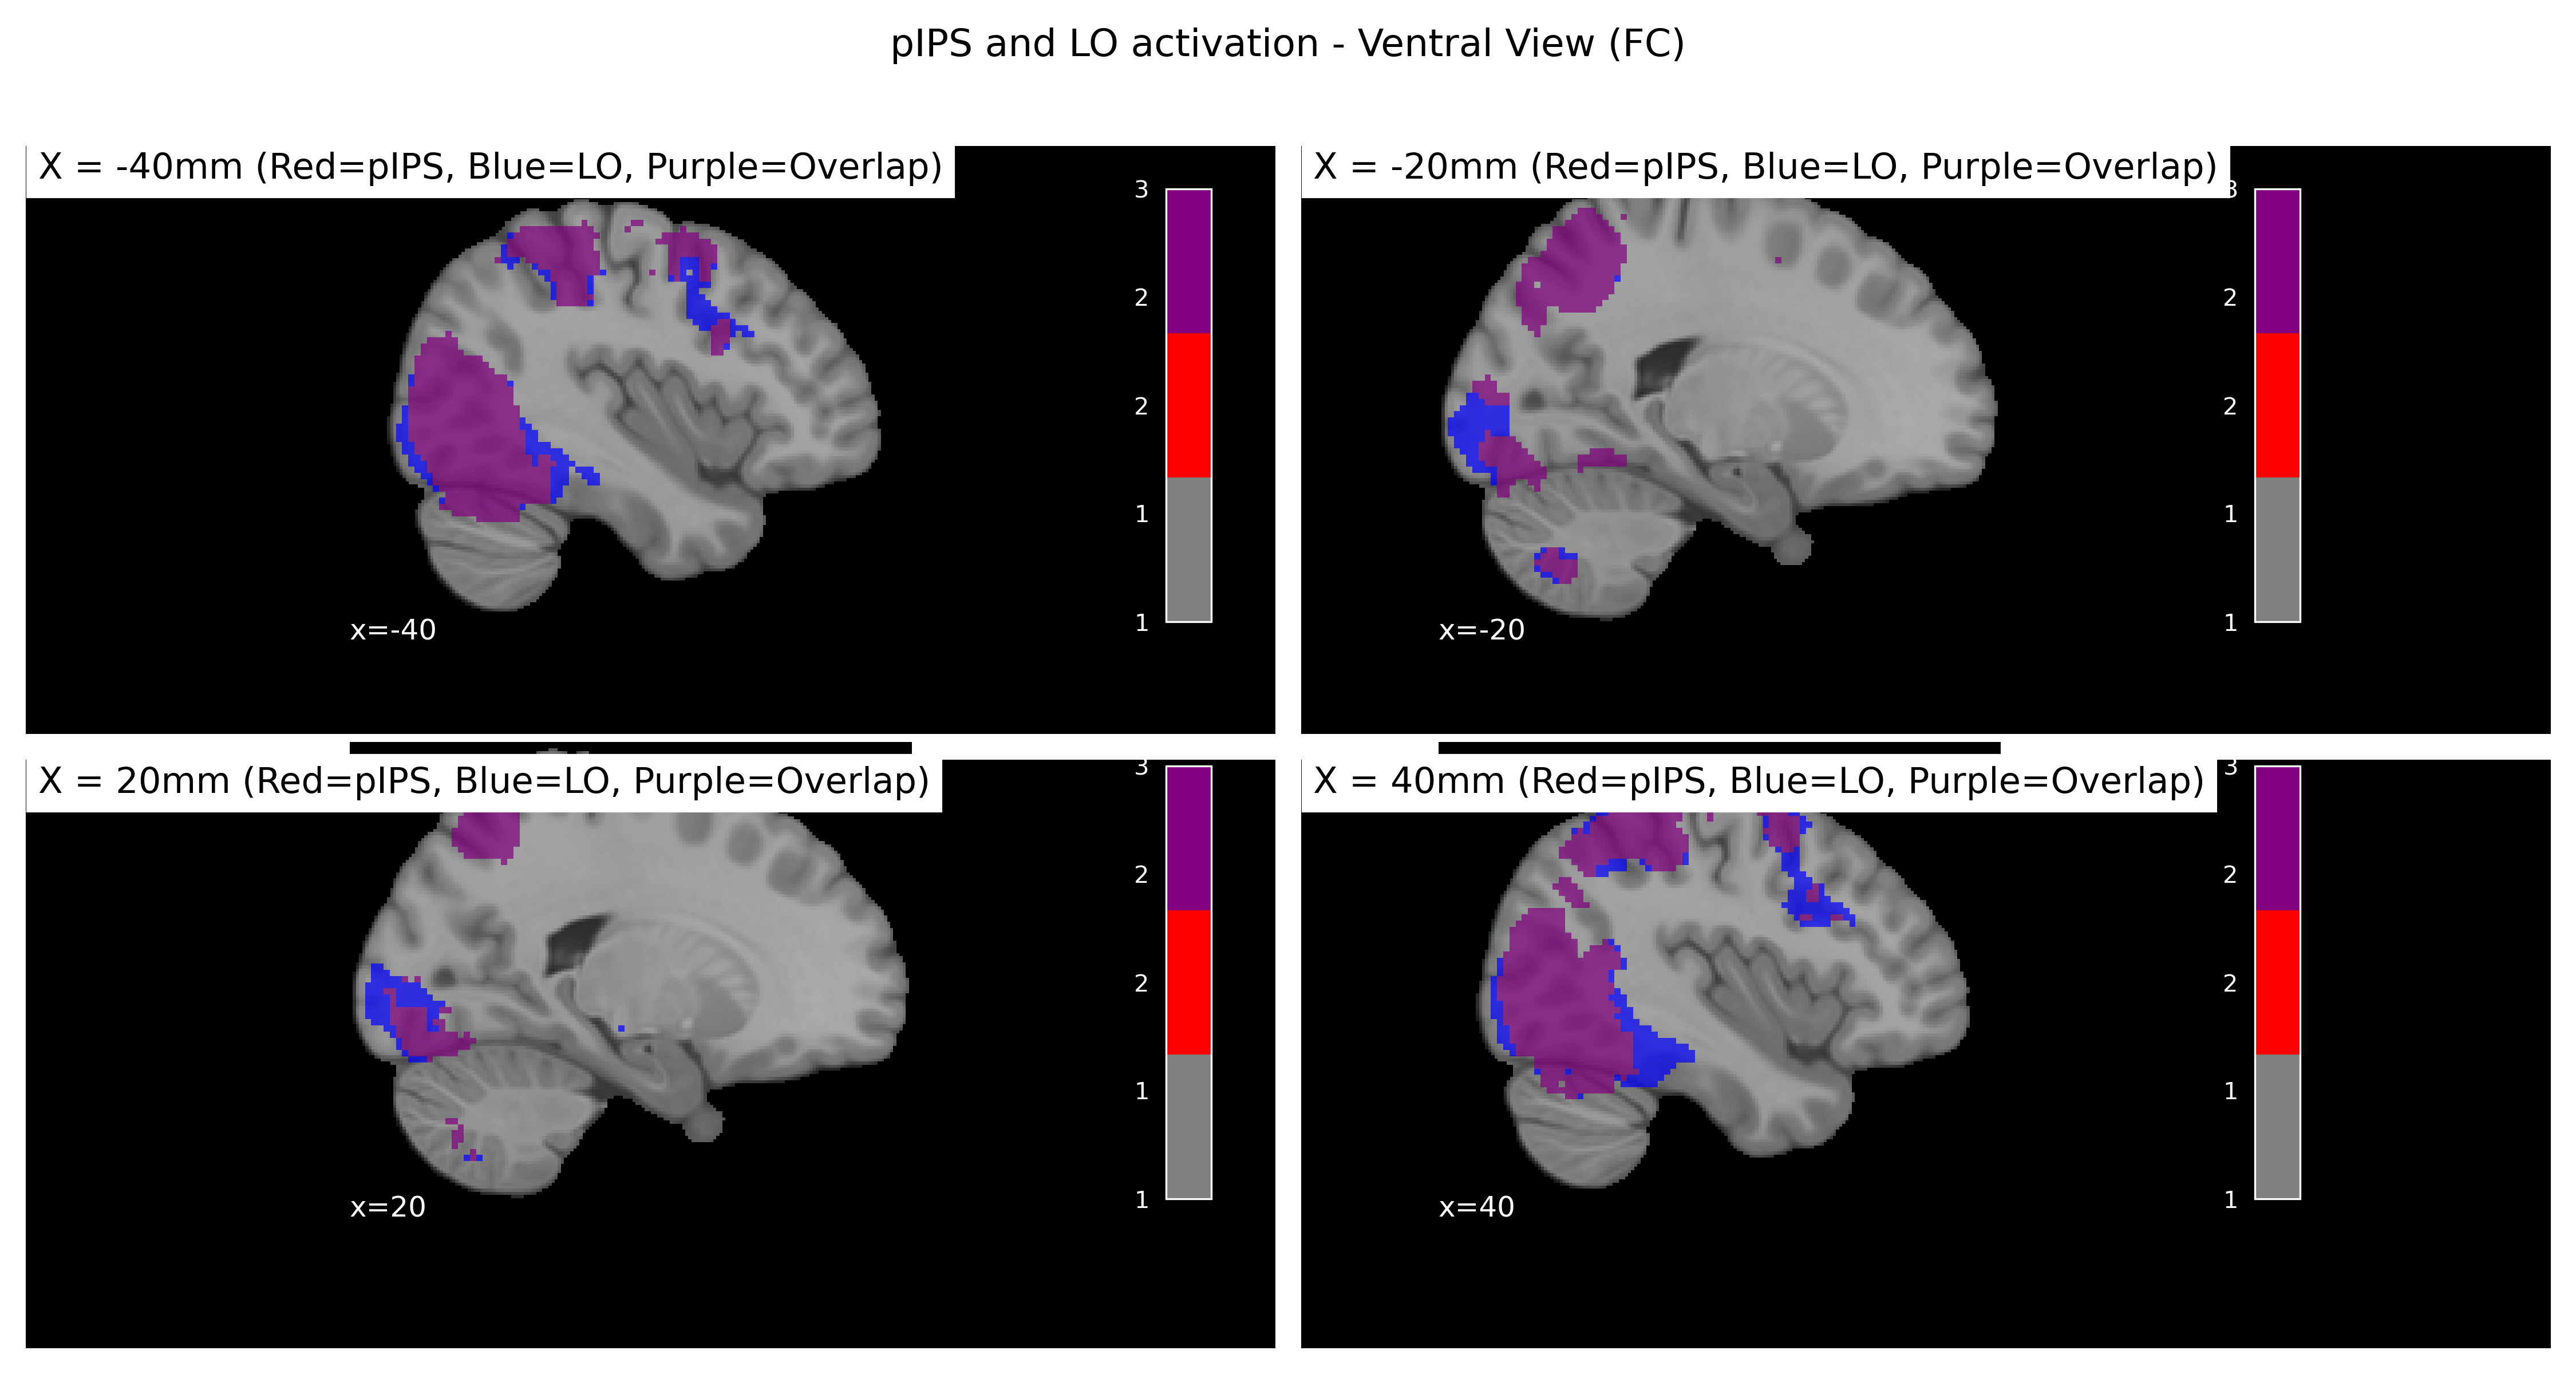 pIPS and LO activation - Ventral View (FC)
X = -40mm (Red=pIPS, Blue=LO, Purple=Overlap)
3
2
2
1
1
x=-40
X = -20mm (Red=pIPS, Blue=LO, Purple=Overlap)
3
2
2
1
1
x=-20
X = 20mm (Red=pIPS, Blue=LO, Purple=Overlap)
3
2
2
1
1
x=20
X = 40mm (Red=pIPS, Blue=LO, Purple=Overlap)
3
2
2
1
1
x=40